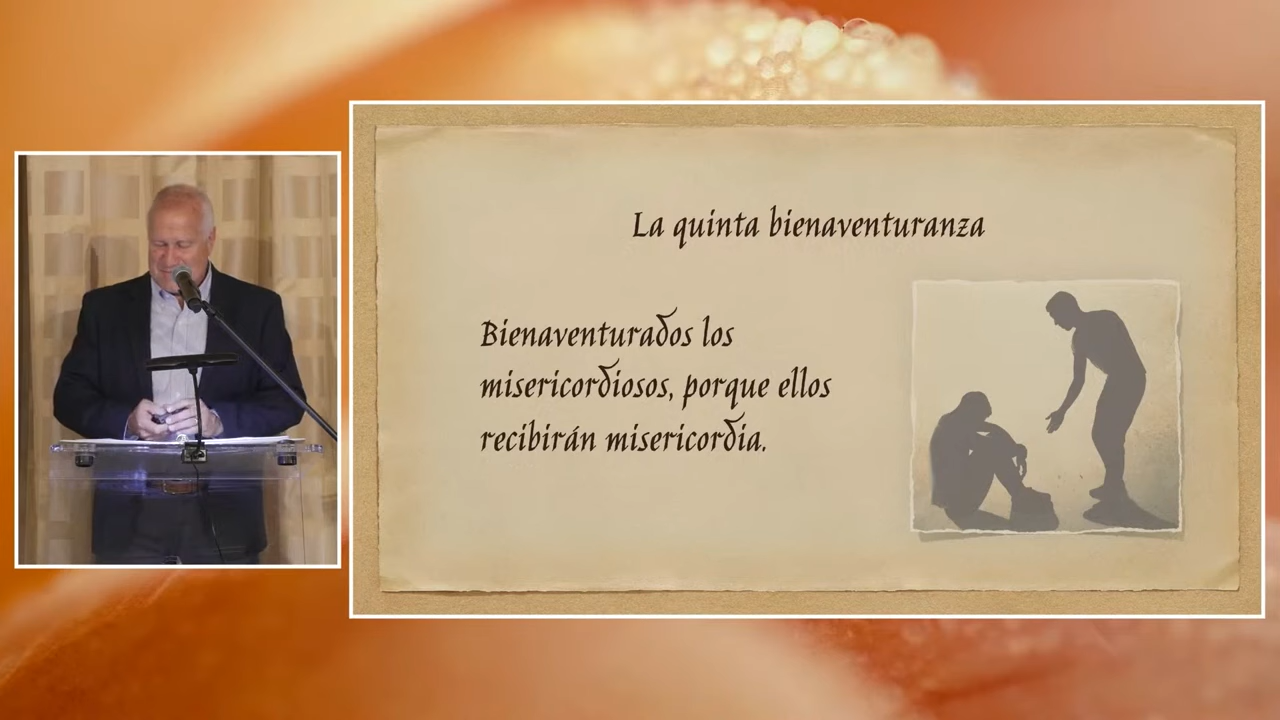 La quinta bienaventuranza
Bienaventurados los
misericordiosos, porque ellos
recibirán misericordia.